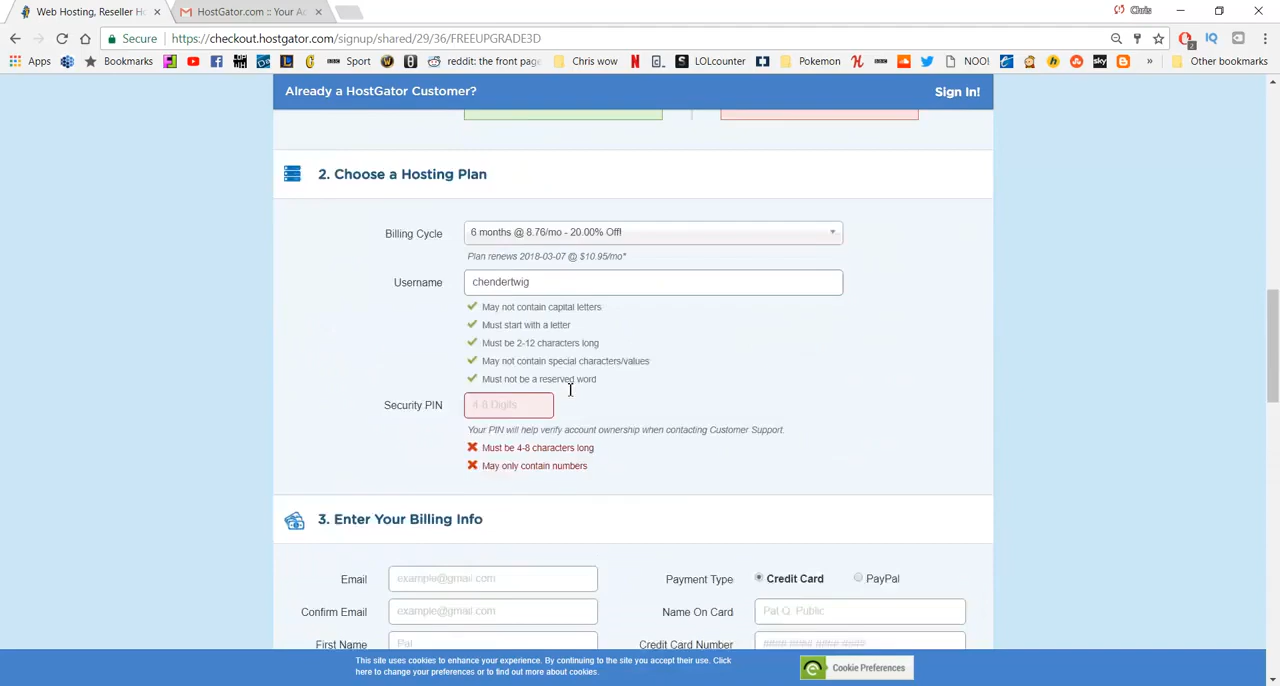 Web Hosting, Reseller Ho
HostGator.com :: Your Ac
Chris
Secure
https://checkout.hostgator.com/signup/shared/29/36/FREEUPGRADE3D
Apps
Bookmarks
Sport
reddit: the front page
Chris wow
LOLcounter
Pokemon
NOO!
Other bookmarks
Already a HostGator Customer?
Sign In!
2. Choose a Hosting Plan
Billing Cycle
6 months @ 8.76/mo - 20.00% Off!
Plan renews 2018-03-07 @ $10.95/mo*
Username
chendertwig
May not contain capital letters
Must start with a letter
Must be 2-12 characters long
May not contain special characters/values
Must not be a reserved word
Security PIN
4-8 Digits
Your PIN will help verify account ownership when contacting Customer Support.
Must be 4-8 characters long
May only contain numbers
3. Enter Your Billing Info
Email
example@gmail.com
Payment Type
Credit Card
PayPal
Confirm Email
example@gmail.com
Name On Card
Pat Q. Public
First Name
Pat
Credit Card Number
#### #### #### ####
This site uses cookies to enhance your experience. By continuing to the site you accept their use. Click
here to change your preferences or to find out more about cookies.
Cookie Preferences